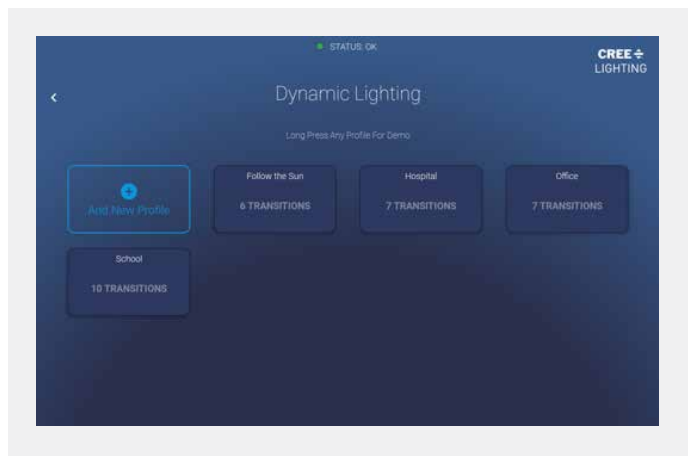 STATUS: OK
CREE ÷
LIGHTING
Dynamic Lighting
Long Press Any Profile For Demo.
Add New Profile
Follow the Sun
6 TRANSITIONS
Hospital
7 TRANSITIONS
Office
7 TRANSITIONS
School
10 TRANSITIONS